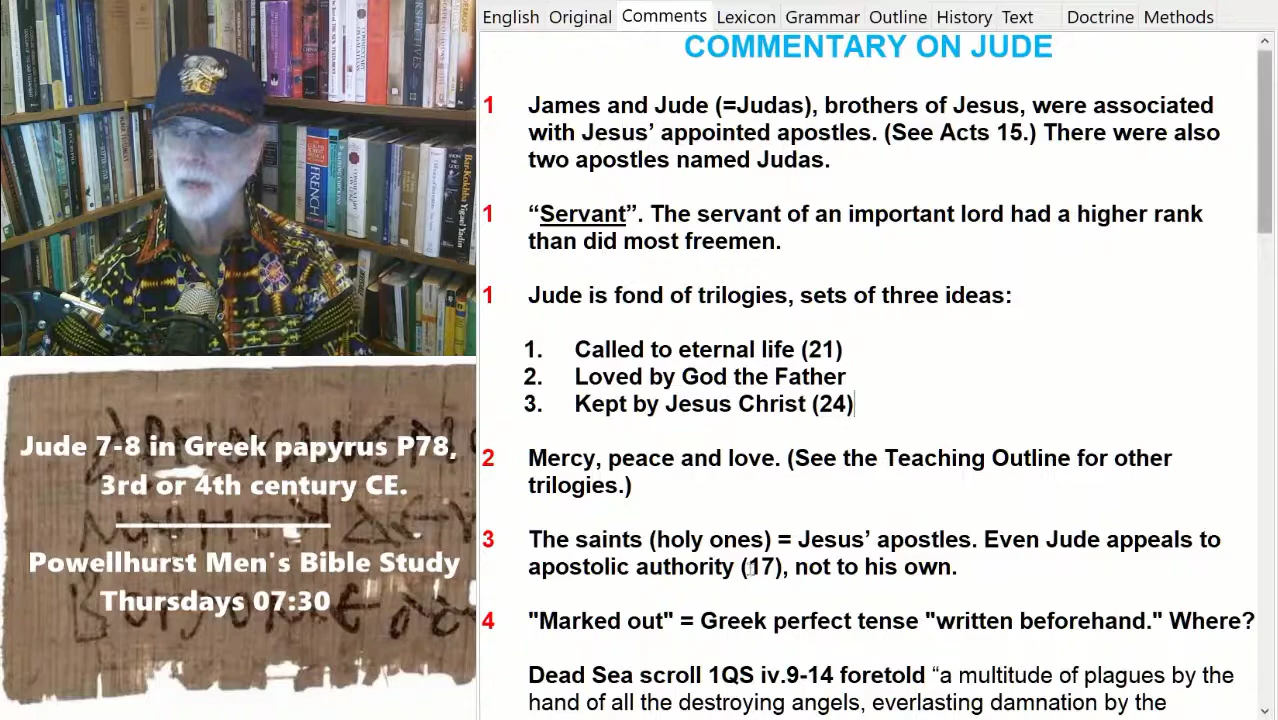 English Original Comments Lexicon Grammar Outline History Text Doctrine Methods
COMMENTARY ON JUDE
1 James and Jude (=Judas), brothers of Jesus, were associated
with Jesus’ appointed apostles. (See Acts 15.) There were also
two apostles named Judas.
1 “Servant”. The servant of an important lord had a higher rank
than did most freemen.
1 Jude is fond of trilogies, sets of three ideas:
1. Called to eternal life (21)
2. Loved by God the Father
3. Kept by Jesus Christ (24)
2 Mercy, peace and love. (See the Teaching Outline for other
trilogies.)
3 The saints (holy ones) = Jesus’ apostles. Even Jude appeals to
apostolic authority (17), not to his own.
4 "Marked out" = Greek perfect tense "written beforehand." Where?
Dead Sea scroll 1QS iv.9-14 foretold “a multitude of plagues by the
hand of all the destroying angels, everlasting damnation by the
FRENCH
Bar-Kokhba Yigael Yadin
Jude 7-8 in Greek papyrus P78,
3rd or 4th century CE.
Powellhurst Men's Bible Study
Thursdays 07:30